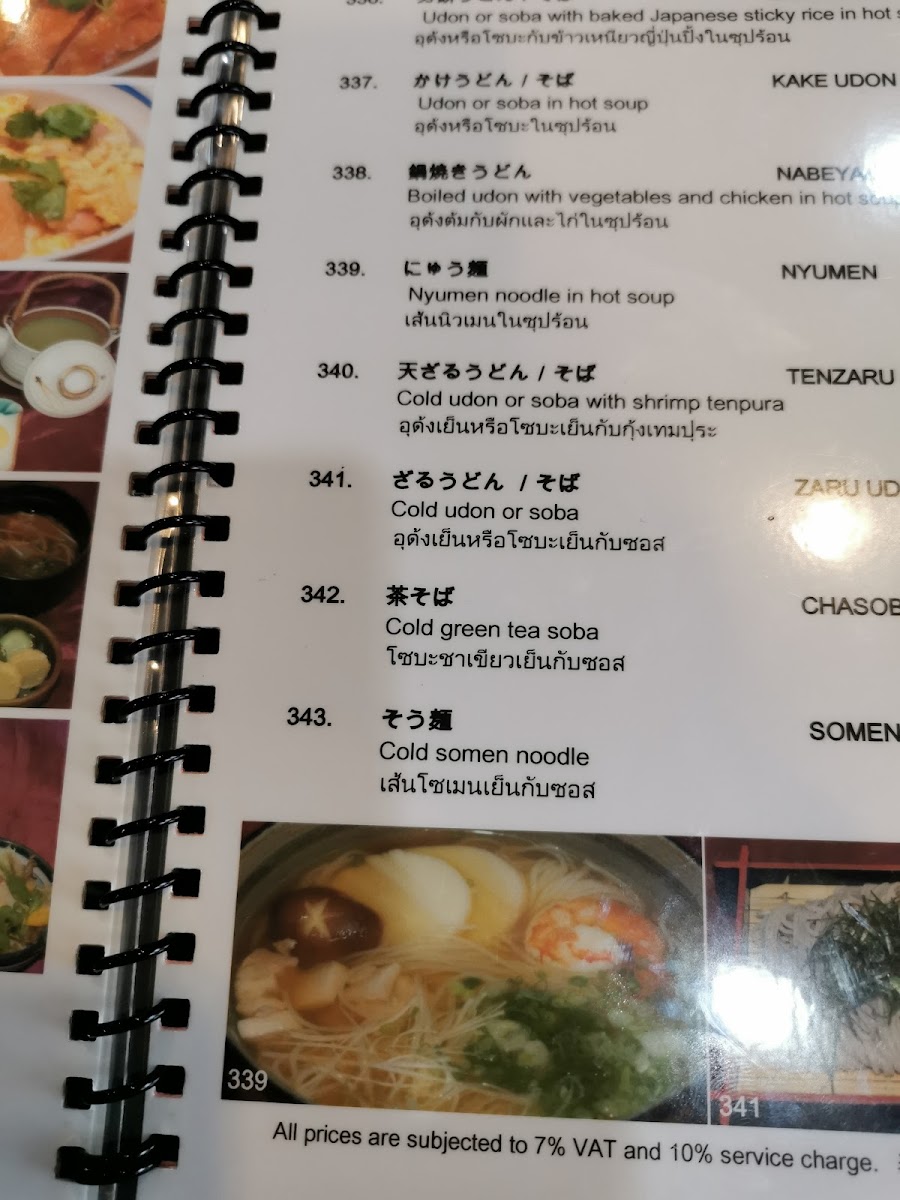 Udon or soba with baked Japanese sticky rice in hot
อุด้งหรือโซบะกับข้าวเหนียวญี่ปุ่นปิ้งในซุปร้อน
337. かけうどん / そば KAKE UDON
Udon or soba in hot soup
อุด้งหรือโซบะในซุปร้อน
338. 鍋焼きうどん NABEYA
Boiled udon with vegetables and chicken in hot soup
อุด้งต้มกับผักและไก่ในซุปร้อน
339. にゅう麺 NYUMEN
Nyumen noodle in hot soup
เส้นนิวเมนในซุปร้อน
340. 天ざるうどん / そば TENZARU
Cold udon or soba with shrimp tenpura
อุด้งเย็นหรือโซบะเย็นกับกุ้งเทมปุระ
341. ざるうどん / そば ZARU UD
Cold udon or soba
อุด้งเย็นหรือโซบะเย็นกับซอส
342. 茶そば CHASOB
Cold green tea soba
โซบะชาเขียวเย็นกับซอส
343. そう麺 SOMEN
Cold somen noodle
เส้นโซเมนเย็นกับซอส
339
341
All prices are subjected to 7% VAT and 10% service charge.